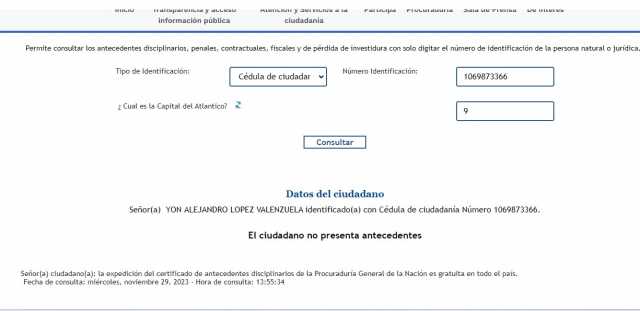 Inicio Transparencia y acceso Atención y Servicios a la Participa Procuraduría Sala de Prensa De Interés
información pública ciudadanía
Permite consultar los antecedentes disciplinarios, penales, contractuales, fiscales y de pérdida de investidura con solo digitar el número de identificación de la persona natural o jurídica,
Tipo de Identificación: Cédula de ciudadar Número Identificación: 1069873366
¿ Cual es la Capital del Atlantico? 9
Consultar
Datos del ciudadano
Señor(a) YON ALEJANDRO LOPEZ VALENZUELA identificado(a) con Cédula de ciudadanía Número 1069873366.
El ciudadano no presenta antecedentes
Señor(a) ciudadano(a): la expedición del certificado de antecedentes disciplinarios de la Procuraduría General de la Nación es gratuita en todo el país.
Fecha de consulta: miércoles, noviembre 29, 2023 - Hora de consulta: 13:55:34